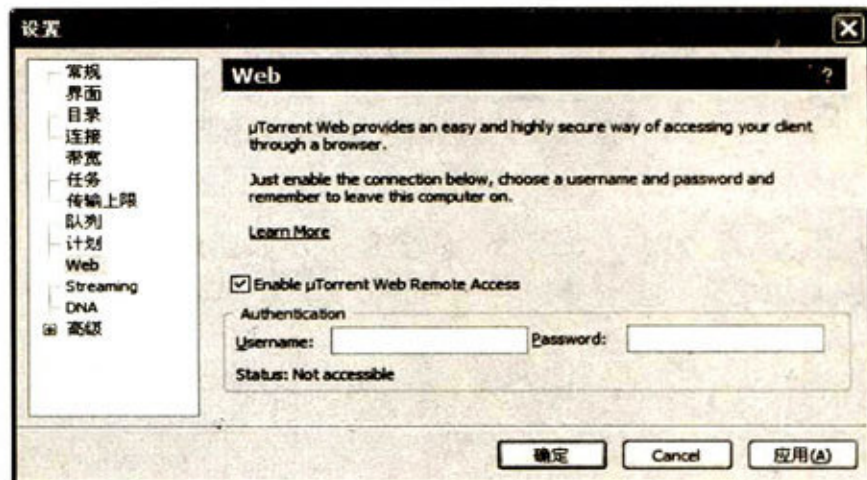 设置
常规
界面
目录
连接
带宽
任务
传输上限
队列
计划
Web
Streaming
DNA
高级
Web ?
µTorrent Web provides an easy and highly secure way of accessing your client
through a browser.
Just enable the connection below, choose a username and password and
remember to leave this computer on.
Learn More
Enable µTorrent Web Remote Access
Authentication
Username: Password:
Status: Not accessible
确定 Cancel 应用(A)